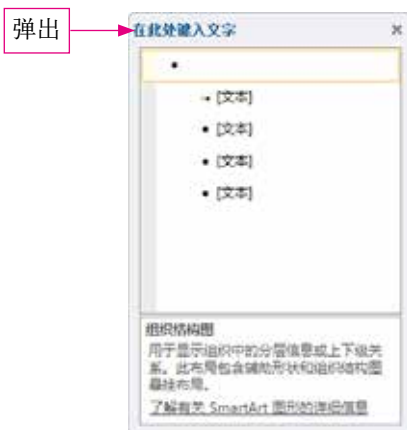 弹出
在此处键入文字
[文本]
[文本]
[文本]
[文本]
组织结构图
用于显示组织中的分层信息或上下级关
系。此布局包含辅助形状和组织结构图
悬挂布局。
了解有关 SmartArt 图形的详细信息